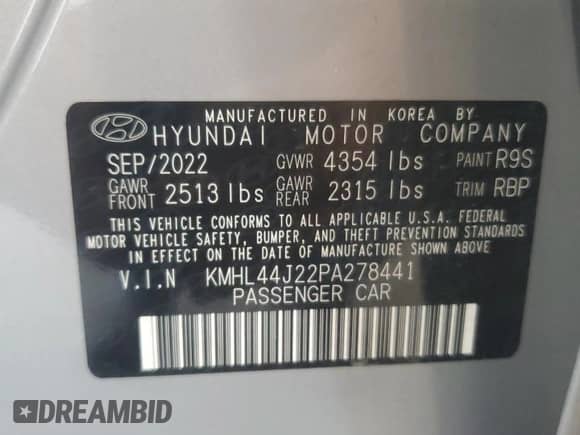 MANUFACTURED IN KOREA BY
HYUNDAI MOTOR COMPANY
SEP/2022 GVWR 4354 lbs PAINT R9S
GAWR FRONT 2513 lbs GAWR REAR 2315 lbs TRIM RBP
THIS VEHICLE CONFORMS TO ALL APPLICABLE U.S.A. FEDERAL
MOTOR VEHICLE SAFETY, BUMPER, AND THEFT PREVENTION STANDARDS
IN EFFECT ON THE DATE OF MANUFACTURE SHOWN ABOVE.
V.I.N KMHL44J22PA278441
PASSENGER CAR
#DREAMBID